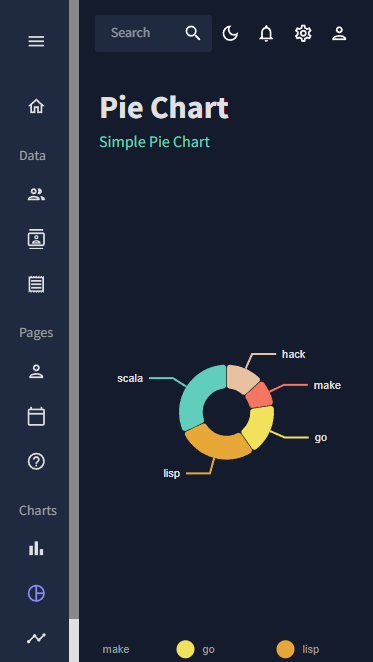 Search
Pie Chart
Simple Pie Chart
Data
Pages
Charts
hack
scala
make
go
lisp
make
go
lisp